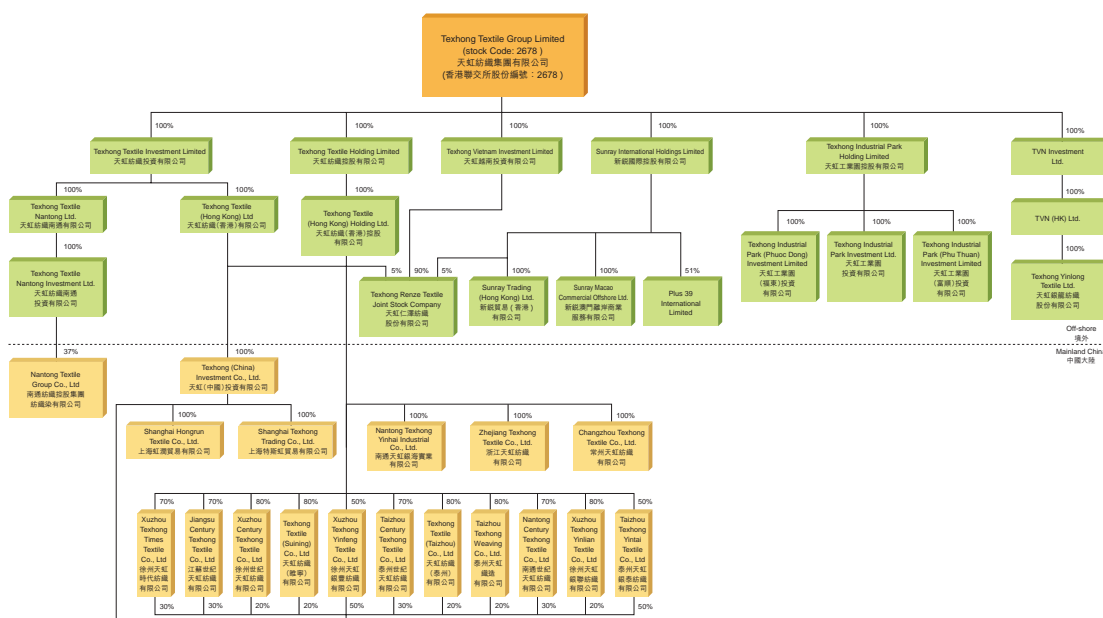 Texhong Textile Group Limited
(stock Code: 2678 )
天虹紡織集團有限公司
(香港聯交所股份編號：2678 )
100%
100%
100%
100%
100%
100%
Texhong Textile Investment Limited
天虹紡織投資有限公司
Texhong Textile Holding Limited
天虹紡織控股有限公司
Texhong Vietnam Investment Limited
天虹越南投資有限公司
Sunray International Holdings Limited
新銳國際控股有限公司
Texhong Industrial Park
Holding Limited
天虹工業園控股有限公司
TVN Investment
Ltd.
100%
100%
100%
100%
Texhong Textile
Nantong Ltd.
天虹紡織南通有限公司
Texhong Textile
(Hong Kong) Ltd
天虹紡織(香港)有限公司
Texhong Textile
(Hong Kong) Holding Ltd.
天虹紡織(香港)控股
有限公司
TVN (HK) Ltd.
100%
5%
90%
5%
100%
100%
51%
100%
100%
100%
100%
Texhong Textile
Nantong Investment Ltd.
天虹紡織南通
投資有限公司
Texhong Renze Textile
Joint Stock Company
天虹仁澤紡織
股份有限公司
Sunray Trading
(Hong Kong) Ltd.
新銳貿易(香港)
有限公司
Sunray Macao
Commercial Offshore Ltd.
新銳澳門離岸商業
服務有限公司
Plus 39
International
Limited
Texhong Industrial
Park (Phuoc Dong)
Investment Limited
天虹工業園
(福東)投資
有限公司
Texhong Industrial
Park Investment Ltd.
天虹工業園
投資有限公司
Texhong Industrial
Park (Phu Thuan)
Investment Limited
天虹工業園
(富順)投資
有限公司
Texhong Yinlong
Textile Ltd.
天虹銀龍紡織
股份有限公司
Off-shore
境外
Mainland China
中國大陸
37%
100%
Nantong Textile
Group Co., Ltd
南通紡織控股集團
紡織染有限公司
Texhong (China)
Investment Co., Ltd.
天虹(中國)投資有限公司
100%
100%
100%
100%
100%
Shanghai Hongrun
Textile Co., Ltd.
上海虹潤貿易有限公司
Shanghai Texhong
Trading Co., Ltd.
上海特斯虹貿易有限公司
Nantong Texhong
Yinhai Industrial
Co., Ltd.
南通天虹銀海實業
有限公司
Zhejiang Texhong
Textile Co., Ltd.
浙江天虹紡織
有限公司
Changzhou Texhong
Textile Co., Ltd.
常州天虹紡織
有限公司
70%
70%
80%
80%
50%
70%
80%
80%
70%
80%
50%
Xuzhou
Texhong
Times
Textile
Co., Ltd
徐州天虹
時代紡織
有限公司
Jiangsu
Century
Texhong
Textile
Co., Ltd
江蘇世紀
天虹紡織
有限公司
Xuzhou
Century
Texhong
Textile
Co., Ltd
徐州世紀
天虹紡織
有限公司
Texhong
Textile
(Suining)
Co., Ltd
天虹紡織
(睢寧)
有限公司
Xuzhou
Texhong
Yinfeng
Textile
Co., Ltd
徐州天虹
銀豐紡織
有限公司
Taizhou
Century
Texhong
Textile
Co., Ltd
泰州世紀
天虹紡織
有限公司
Texhong
Textile
(Taizhou)
Co., Ltd
天虹紡織
(泰州)
有限公司
Taizhou
Texhong
Weaving
Co., Ltd.
泰州天虹
織造
有限公司
Nantong
Century
Texhong
Textile
Co., Ltd
南通世紀
天虹紡織
有限公司
Xuzhou
Texhong
Yinlian
Textile
Co., Ltd
徐州天虹
銀聯紡織
有限公司
Taizhou
Texhong
Yintai
Textile
Co., Ltd
泰州天虹
銀泰紡織
有限公司
30%
30%
20%
20%
50%
30%
20%
20%
30%
20%
50%